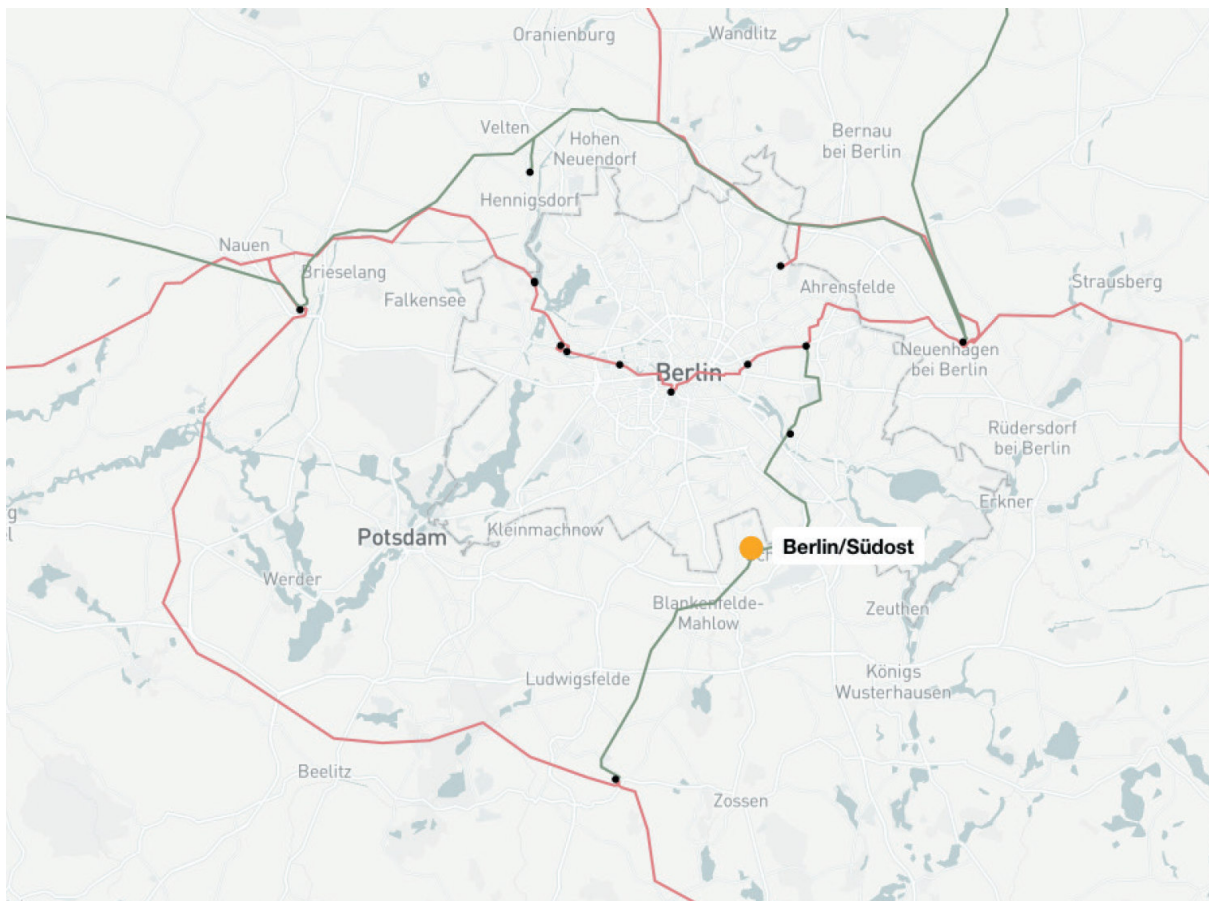 Oranienburg
Wandlitz
Velten
Hohen
Neuendorf
Bernau
bei Berlin
Hennigsdorf
Nauen
Brieselang
Falkensee
Ahrensfelde
Strausberg
Neuenhagen
bei Berlin
Berlin
Rüdersdorf
bei Berlin
Erkner
Potsdam
Kleinmachnow
Berlin/Südost
Werder
Blankenfelde-
Mahlow
Zeuthen
Ludwigsfelde
Königs
Wusterhausen
Beelitz
Zossen